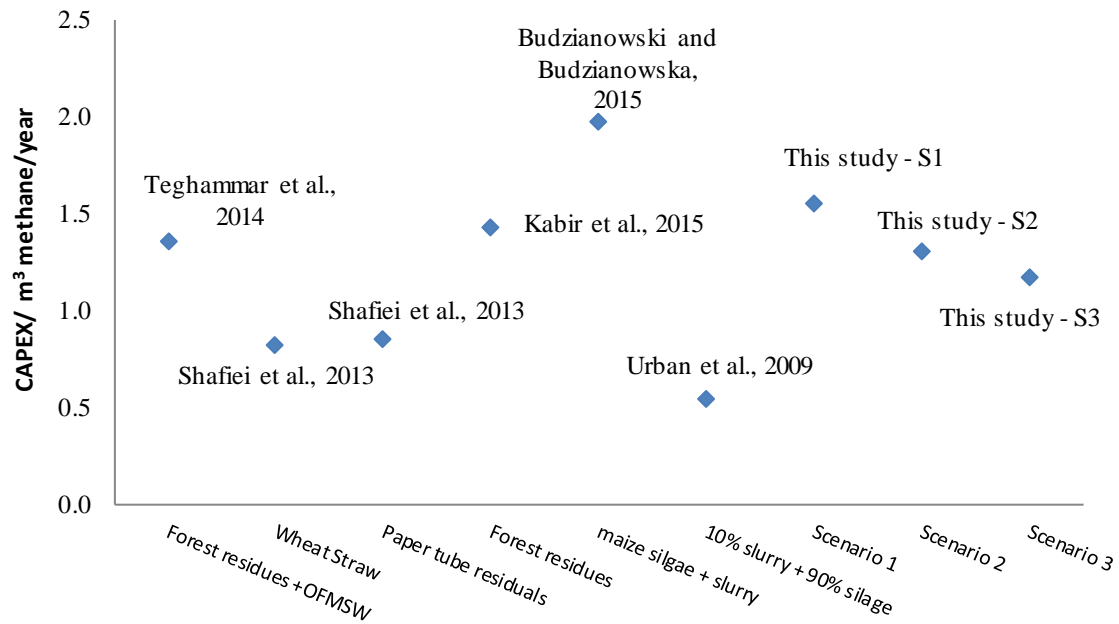 2.5
2.0
1.5
1.0
0.5
0.0
CAPEX/ m³ methane/year
Teghammar et al.,
2014
Shafiei et al., 2013
Shafiei et al., 2013
Kabir et al., 2015
Budzianowski and
Budzianowska,
2015
Urban et al., 2009
This study - S1
This study - S2
This study - S3
Forest residues +OFMSW
Wheat Straw
Paper tube residuals
Forest residues
maize silgae + slurry
10% slurry + 90% silage
Scenario 1
Scenario 2
Scenario 3